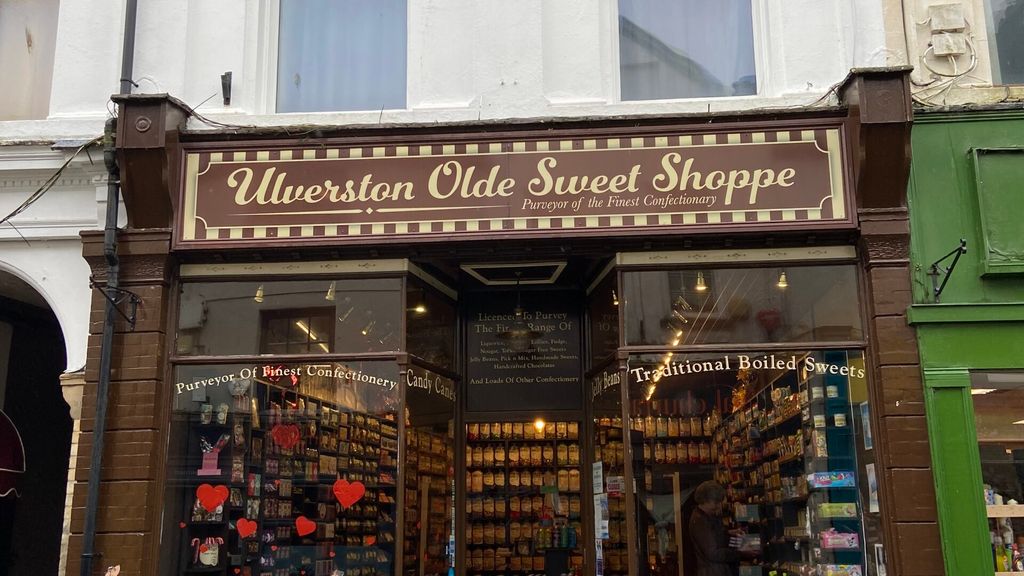 Ulverston Olde Sweet Shoppe
Purveyor of the Finest Confectionary
Licenced To Purvey
The Range Of
Liquorice, Fudge,
Nougat,
Jelly Beans, Pick n Mix, Handmade Sweets,
Handcrafted Chocolates
And Loads Of Other Confectionery
Purveyor Of Finest Confectionery
Candy Canes
Jelly Beans
Traditional Boiled Sweets